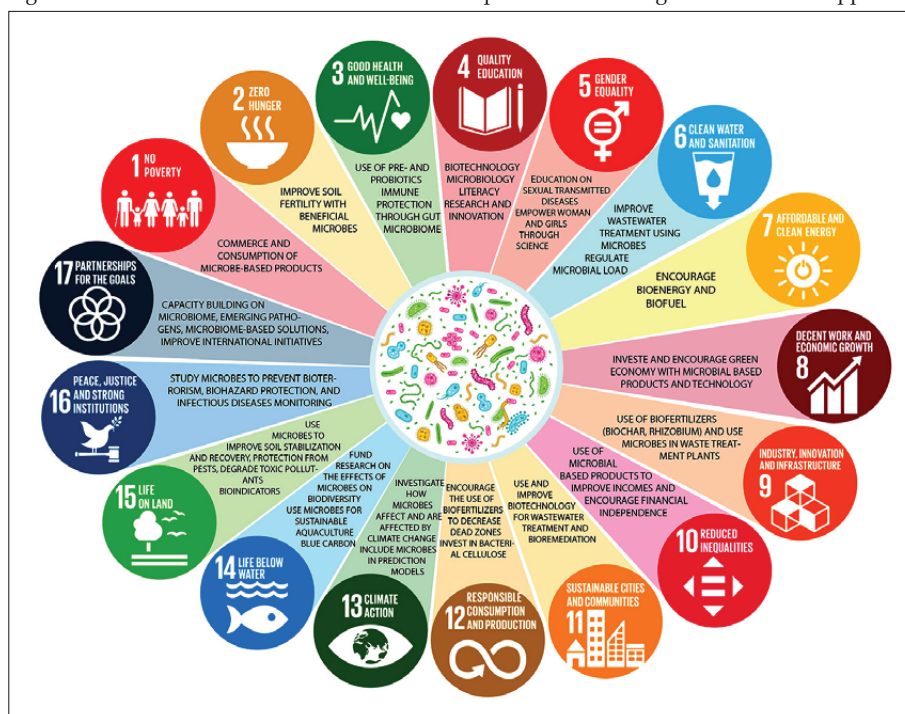 1 NO
POVERTY
COMMERCE AND
CONSUMPTION OF
MICROBE-BASED PRODUCTS
2 ZERO
HUNGER
IMPROVE SOIL
FERTILITY WITH
BENEFICIAL
MICROBES
3 GOOD HEALTH
AND WELL-BEING
USE OF PRE- AND
PROBIOTICS
IMMUNE
PROTECTION
THROUGH GUT
MICROBIOME
4 QUALITY
EDUCATION
BIOTECHNOLOGY
MICROBIOLOGY
LITERACY
RESEARCH AND
INNOVATION
5 GENDER
EQUALITY
EDUCATION ON
SEXUAL TRANSMITTED
DISEASES
EMPOWER WOMAN
AND GIRLS
THROUGH
SCIENCE
6 CLEAN WATER
AND SANITATION
IMPROVE
WASTEWATER
TREATMENT USING
MICROBES
REGULATE
MICROBIAL LOAD
7 AFFORDABLE AND
CLEAN ENERGY
ENCOURAGE
BIOENERGY AND
BIOFUEL
DECENT WORK AND
ECONOMIC GROWTH
8
INVESTE AND ENCOURAGE GREEN
ECONOMY WITH MICROBIAL BASED
PRODUCTS AND TECHNOLOGY
INDUSTRY, INNOVATION
AND INFRASTRUCTURE
9
USE OF BIOFERTILIZERS
(BIOCHAR, RHIZOBIUM) AND USE
MICROBES IN WASTE TREAT-
MENT PLANTS
10 REDUCED
INEQUALITIES
USE OF
OF MICROBIAL
BASED PRODUCTS TO
IMPROVE INCOMES AND
ENCOURAGE FINANCIAL
INDEPENDENCE
SUSTAINABLE CITIES
AND COMMUNITIES
11
USE AND
IMPROVE
BIOTECHNOLOGY
FOR WASTEWATER
TREATMENT AND
BIOREMEDIATION
12 RESPONSIBLE
CONSUMPTION
AND PRODUCTION
ENCOURAGE
THE USE OF
BIOFERTILIZERS
TO DECREASE
DEAD ZONES
INVEST IN BACTER-
IAL CELLULOSE
13 CLIMATE
ACTION
INVESTIGATE
HOW
MICROBES
AFFECT AND ARE
AFFECTED BY
CLIMATE CHANGE
INCLUDE MICROBES
IN PREDICTION
MODELS
14 LIFE BELOW
WATER
FUND
RESEARCH ON
THE EFFECTS OF
MICROBES ON
BIODIVERSITY
USE MICROBES FOR
SUSTAINABLE
AQUACULTURE
BLUE CARBON
15 LIFE
ON LAND
USE
MICROBES TO
IMPROVE SOIL STABILIZATION
AND RECOVERY, PROTECTION FROM
PESTS, DEGRADE TOXIC POLLUT-
ANTS
BIOINDICATORS
16 PEACE, JUSTICE
AND STRONG
INSTITUTIONS
STUDY MICROBES TO PREVENT BIOTER-
RORISM, BIOHAZARD PROTECTION, AND
INFECTIOUS DISEASES MONITORING
17 PARTNERSHIPS
FOR THE GOALS
CAPACITY BUILDING ON
MICROBIOME, EMERGING PATHO-
GENS, MICROBIOME-BASED SOLUTIONS,
IMPROVE INTERNATIONAL INITIATIVES